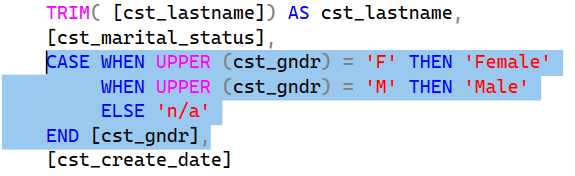 TRIM( [cst_lastname]) AS cst_lastname,
[cst_marital_status],
CASE WHEN UPPER (cst_gndr) = 'F' THEN 'Female'
WHEN UPPER (cst_gndr) = 'M' THEN 'Male'
ELSE 'n/a'
END [cst_gndr],
[cst_create_date]